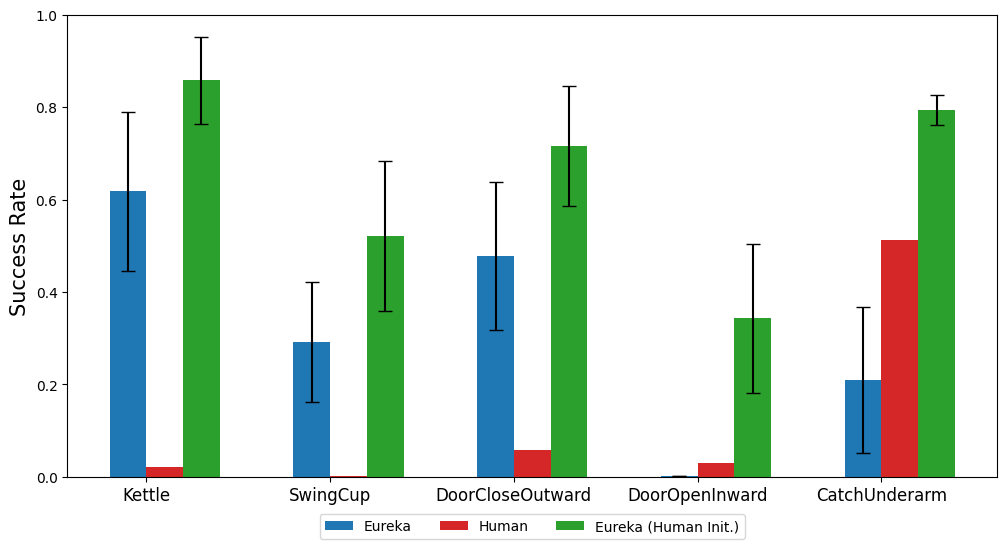 1.0
0.8
0.6
0.4
0.2
0.0
Success Rate
Kettle SwingCup DoorCloseOutward DoorOpenInward CatchUnderarm
Eureka Human Eureka (Human Init.)